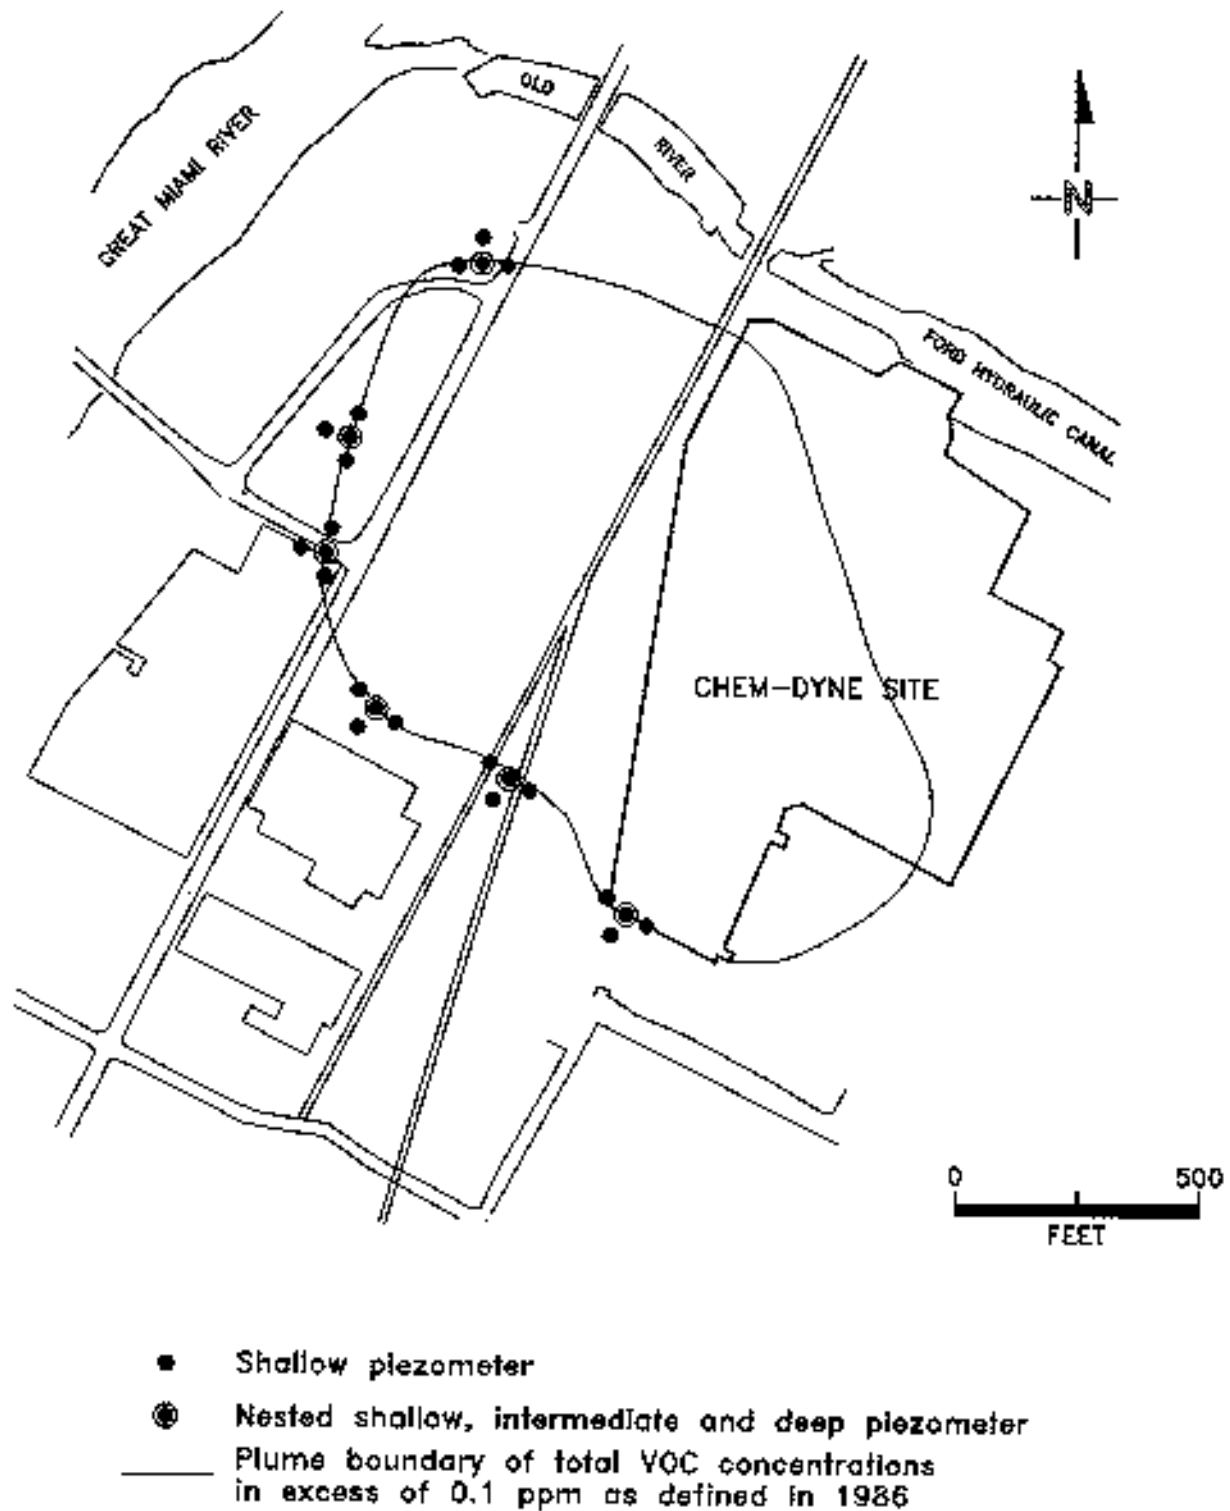 OLD
RIVER
GREAT MIAMI RIVER
N
FORD HYDRAULIC CANAL
CHEM-DYNE SITE
0 500
FEET
Shallow piezometer
Nested shallow, intermediate and deep piezometer
Plume boundary of total VOC concentrations
in excess of 0.1 ppm as defined in 1986